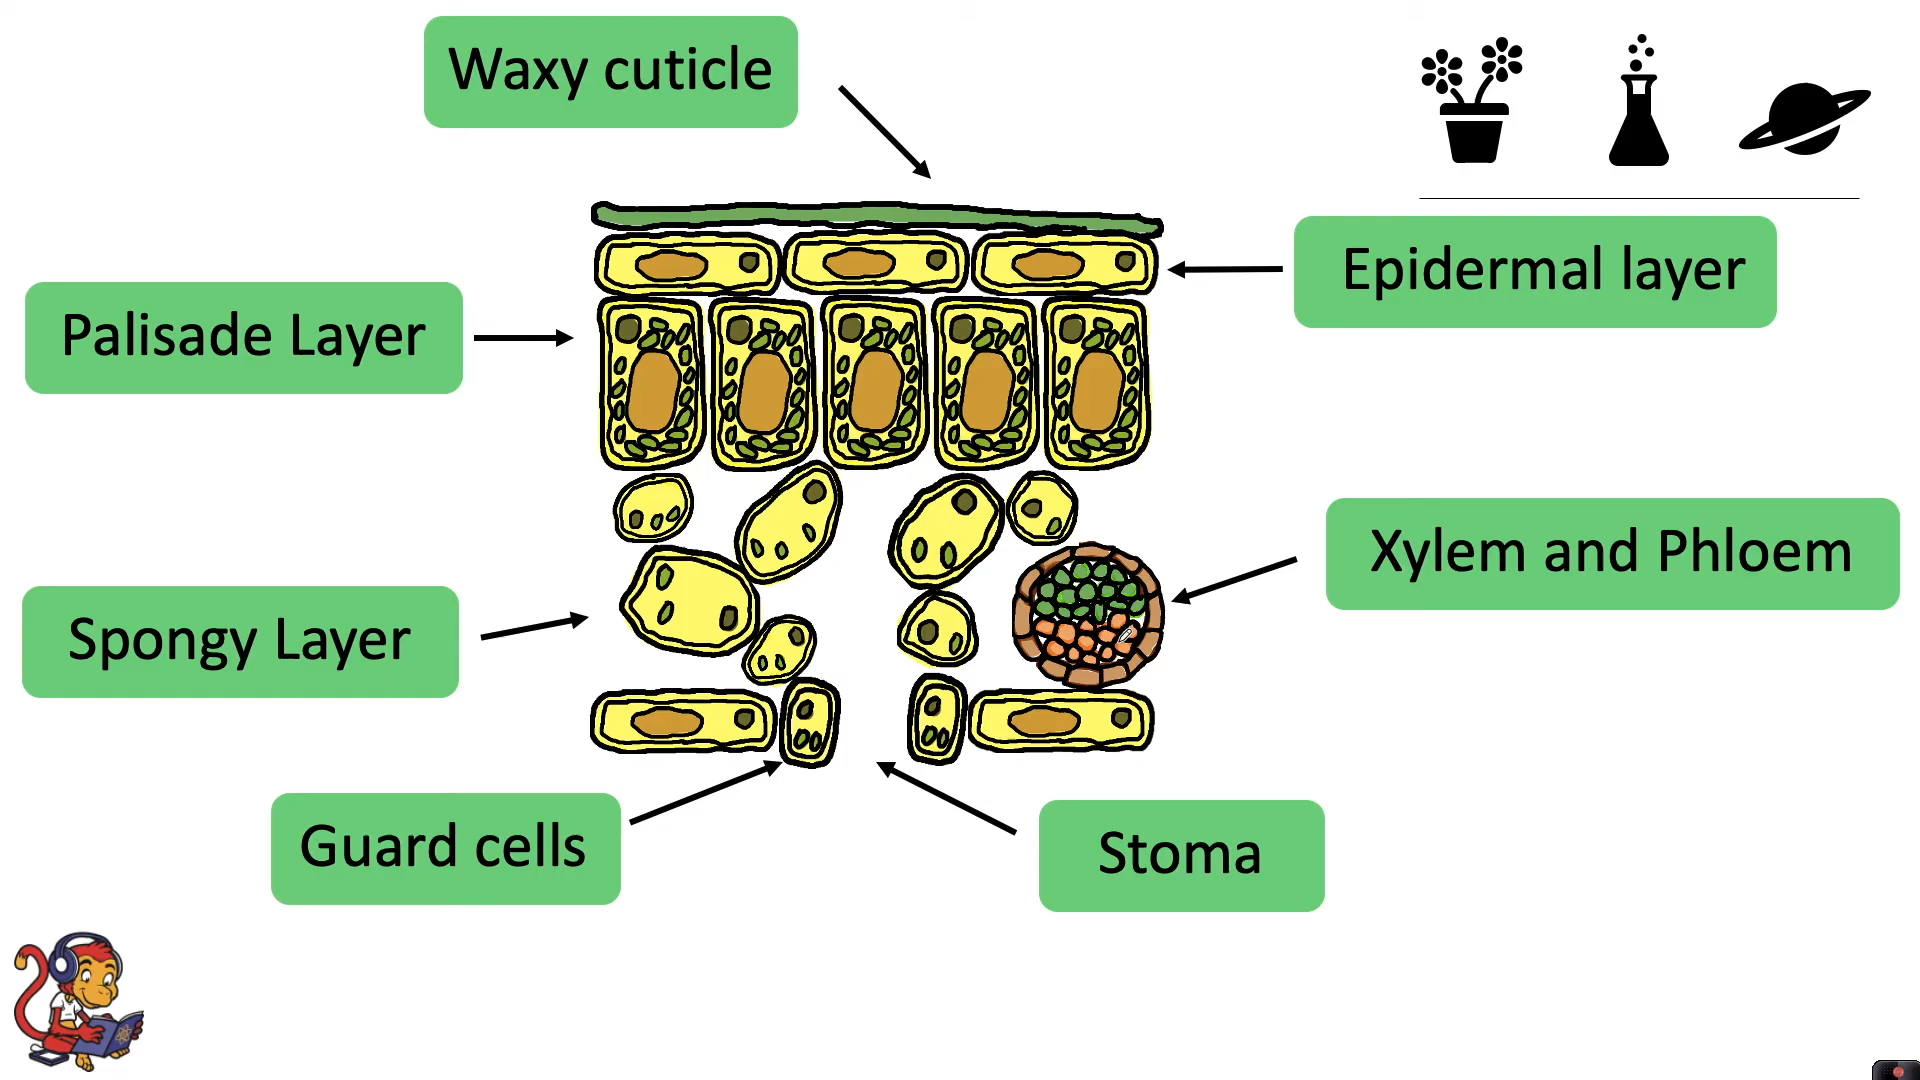 Waxy cuticle
Epidermal layer
Palisade Layer
Xylem and Phloem
Spongy Layer
Guard cells
Stoma